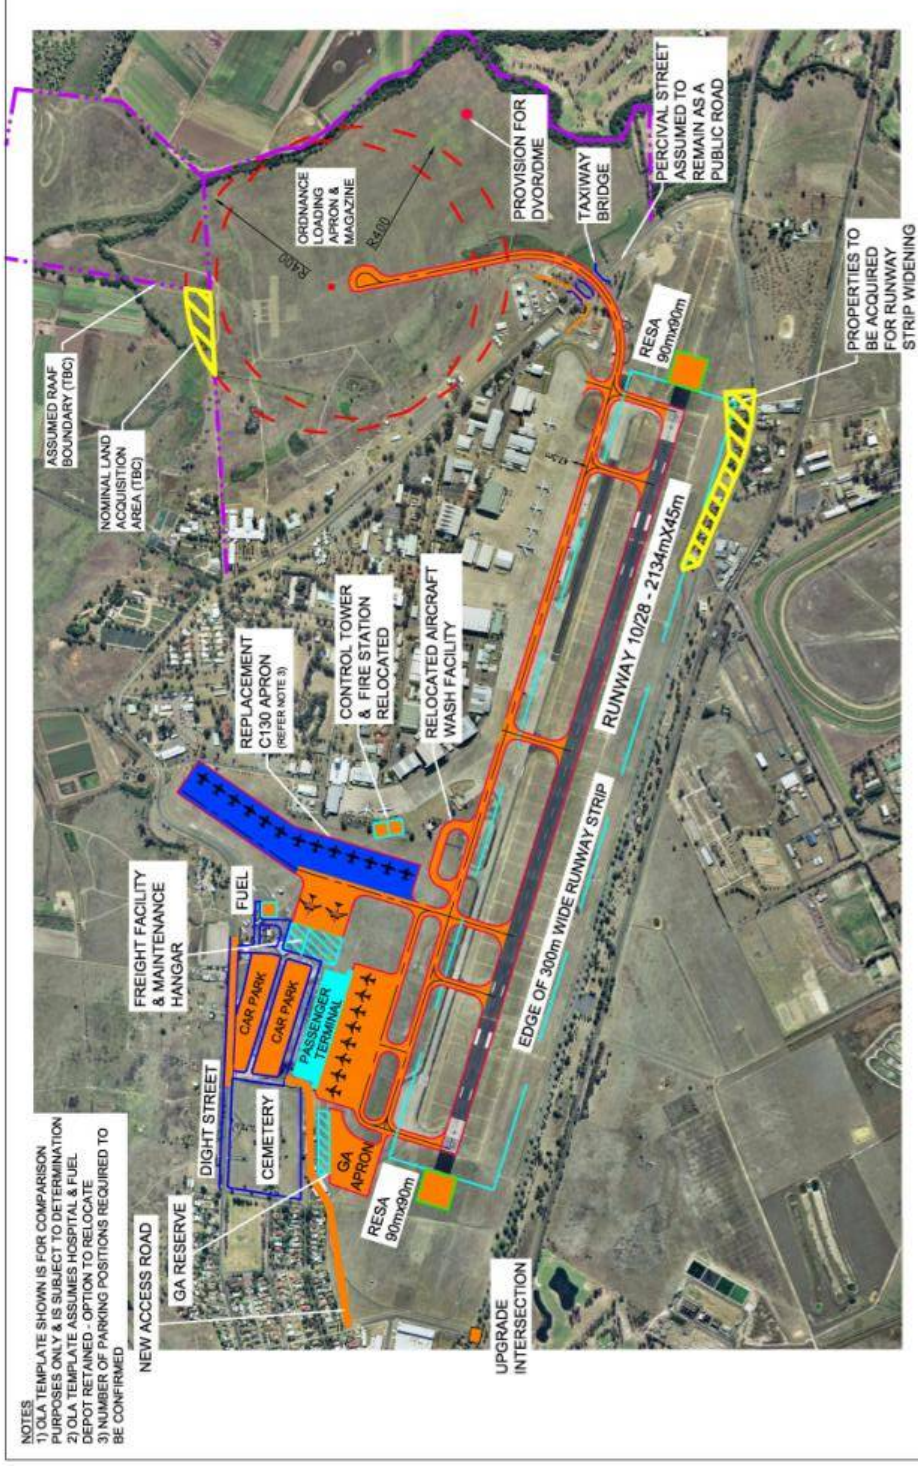 NOTES
1) OLA TEMPLATE SHOWN IS FOR COMPARISON
PURPOSES ONLY & IS SUBJECT TO DETERMINATION
2) OLA TEMPLATE ASSUMES HOSPITAL & FUEL
DEPOT RETAINED - OPTION TO RELOCATE
3) NUMBER OF PARKING POSITIONS REQUIRED TO
BE CONFIRMED
NEW ACCESS ROAD
GA RESERVE
DIGHT STREET
CEMETERY
FREIGHT FACILITY
& MAINTENANCE
HANGAR
FUEL
CAR PARK
CAR PARK
PASSENGER
TERMINAL
GA
APRON
RESA
90mx90m
UPGRADE
INTERSECTION
REPLACEMENT
C130 APRON
(REFER NOTE 3)
CONTROL TOWER
& FIRE STATION
RELOCATED
RELOCATED AIRCRAFT
WASH FACILITY
EDGE OF 300m WIDE RUNWAY STRIP
RUNWAY 10/28 - 2134mX45m
ASSUMED RAAF
BOUNDARY (TBC)
NOMINAL LAND
ACQUISITION
AREA (TBC)
ORDNANCE
LOADING
APRON &
MAGAZINE
R400
R400
PROVISION FOR
DVOR/DME
TAXIWAY
BRIDGE
PERCIVAL STREET
ASSUMED TO
REMAIN AS A
PUBLIC ROAD
RESA
90mx90m
PROPERTIES TO
BE ACQUIRED
FOR RUNWAY
STRIP WIDENING